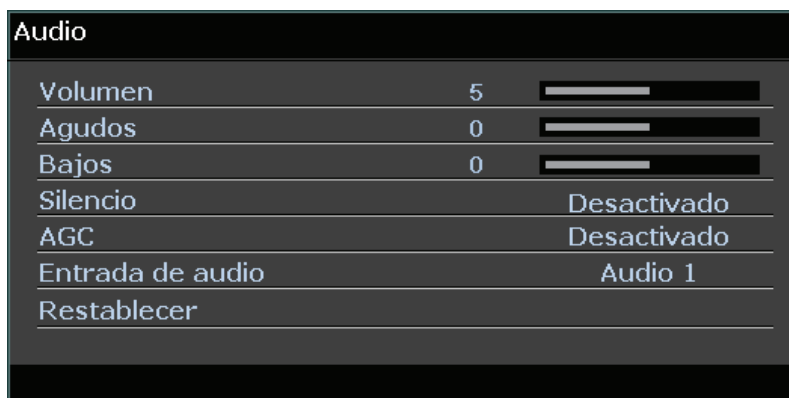 Audio
Volumen 5
Agudos 0
Bajos 0
Silencio Desactivado
AGC Desactivado
Entrada de audio Audio 1
Restablecer